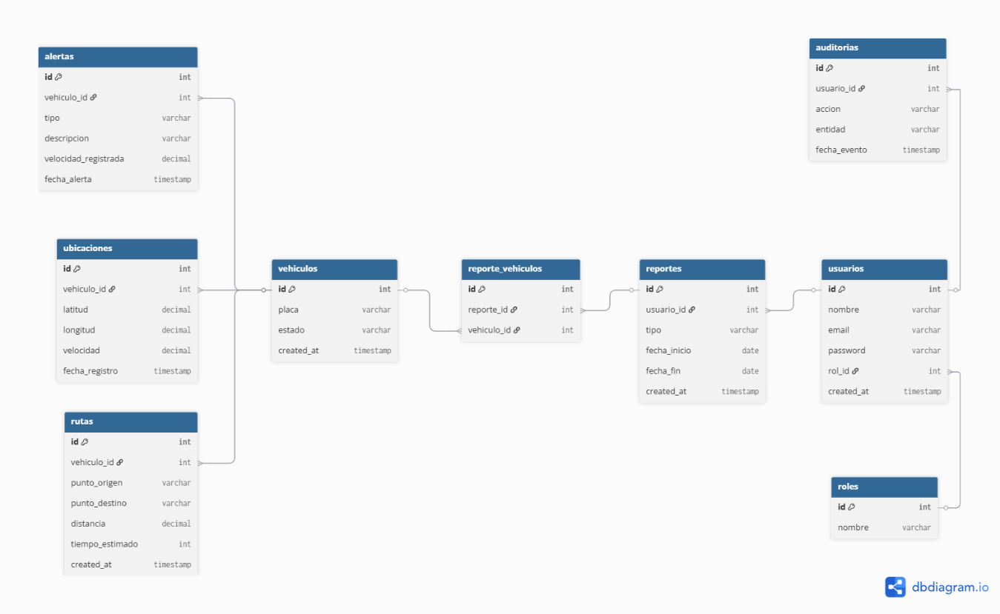 alertas
id int
vehiculo_id int
tipo varchar
descripcion varchar
velocidad_registrada decimal
fecha_alerta timestamp
ubicaciones
id int
vehiculo_id int
latitud decimal
longitud decimal
velocidad decimal
fecha_registro timestamp
rutas
id int
vehiculo_id int
punto_origen varchar
punto_destino varchar
distancia decimal
tiempo_estimado int
created_at timestamp
vehiculos
id int
placa varchar
estado varchar
created_at timestamp
reporte_vehiculos
id int
reporte_id int
vehiculo_id int
reportes
id int
usuario_id int
tipo varchar
fecha_inicio date
fecha_fin date
created_at timestamp
auditorias
id int
usuario_id int
accion varchar
entidad varchar
fecha_evento timestamp
usuarios
id int
nombre varchar
email varchar
password varchar
rol_id int
created_at timestamp
roles
id int
nombre varchar
dbdiagram.io